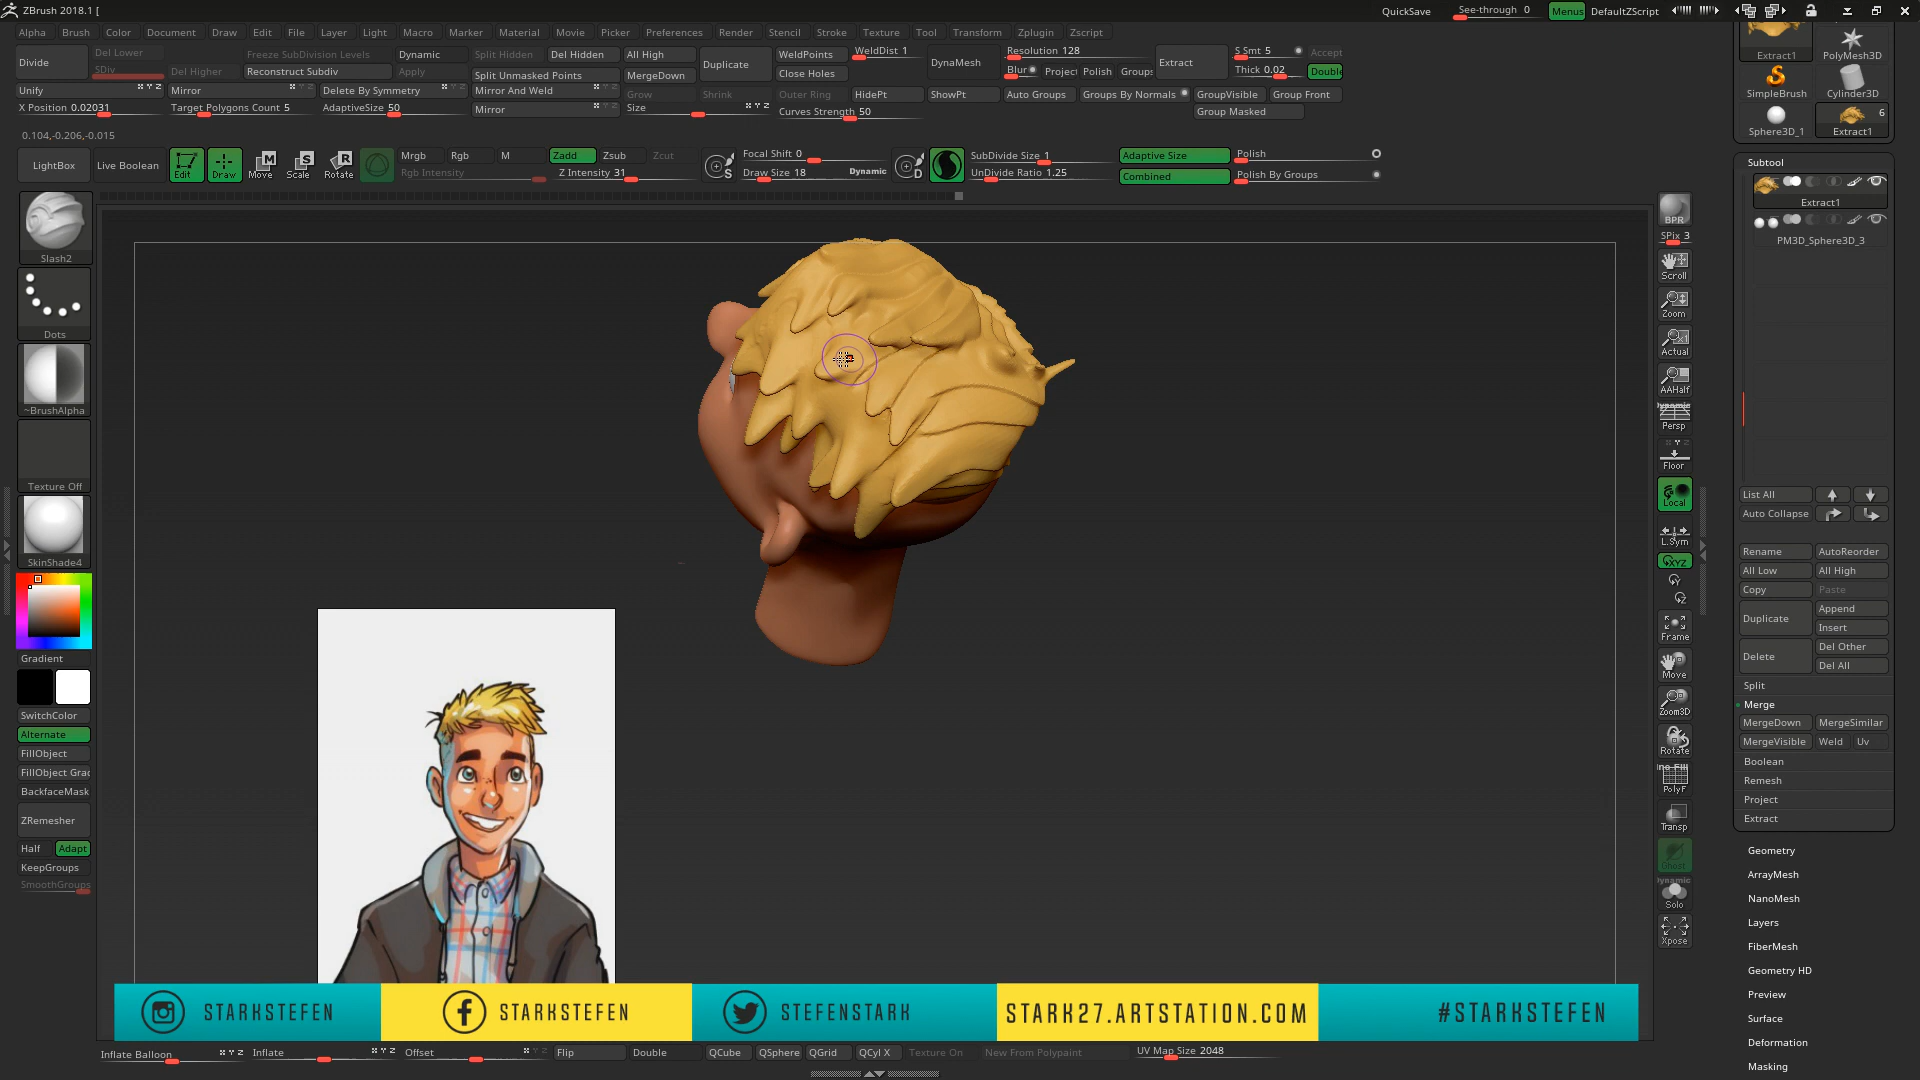 ZBrush 2018.1 [
QuickSave
See-through 0
Menus
DefaultZScript
Alpha Brush Color Document Draw Edit File Layer Light Macro Marker Material Movie Picker Preferences Render Stencil Stroke Texture Tool Transform Zplugin Zscript
Divide
Del Lower
SDiv
Del Higher
Freeze SubDivision Levels
Reconstruct Subdiv
Dynamic
Apply
Split Hidden
Del Hidden
Split Unmasked Points
All High
MergeDown
Duplicate
WeldPoints
WeldDist 1
Close Holes
DynaMesh
Resolution 128
Blur
Project
Polish
Groups
Extract
S Smt 5
Accept
Thick 0.02
Double
Unify
Mirror
Delete By Symmetry
Mirror And Weld
Grow
Shrink
Outer Ring
HidePt
ShowPt
Auto Groups
Groups By Normals
GroupVisible
Group Front
X Position 0.02031
Target Polygons Count 5
AdaptiveSize 50
Mirror
Size
Curves Strength 50
Group Masked
0.104,-0.206,-0.015
LightBox
Live Boolean
Edit
Draw
Move
Scale
Rotate
Mrgb
Rgb
M
Rgb Intensity
Zadd
Zsub
Zcut
Z Intensity 31
Focal Shift 0
Draw Size 18
Dynamic
SubDivide Size 1
UnDivide Ratio 1.25
Adaptive Size
Combined
Polish
Polish By Groups
Slash2
Dots
~BrushAlpha
Texture Off
SkinShade4
Gradient
SwitchColor
Alternate
FillObject
FillObject Grad
BackfaceMask
ZRemesher
Half
Adapt
KeepGroups
SmoothGroups
BPR
SPix 3
Scroll
Zoom
Actual
AAHalf
Dynamic
Persp
Floor
Local
L.Sym
XYZ
Frame
Move
Zoom3D
Rotate
PolyF
Transp
Ghost
Dynamic
Solo
Xpose
Extract1
PolyMesh3D
SimpleBrush
Cylinder3D
Sphere3D_1
6
Extract1
Subtool
Extract1
PM3D_Sphere3D_3
List All
Auto Collapse
Rename
AutoReorder
All Low
All High
Copy
Paste
Duplicate
Append
Insert
Delete
Del Other
Del All
Split
Merge
MergeDown
MergeSimilar
MergeVisible
Weld
Uv
Boolean
Remesh
Project
Extract
Geometry
ArrayMesh
NanoMesh
Layers
FiberMesh
Geometry HD
Preview
Surface
Deformation
Masking
STARKSTEFEN
STARKSTEFEN
STEFENSTARK
STARK27.ARTSTATION.COM
#STARKSTEFEN
Inflate Balloon
Inflate
Offset
Flip
Double
QCube
QSphere
QGrid
QCyl X
Texture On
New From Polypaint
UV Map Size 2048